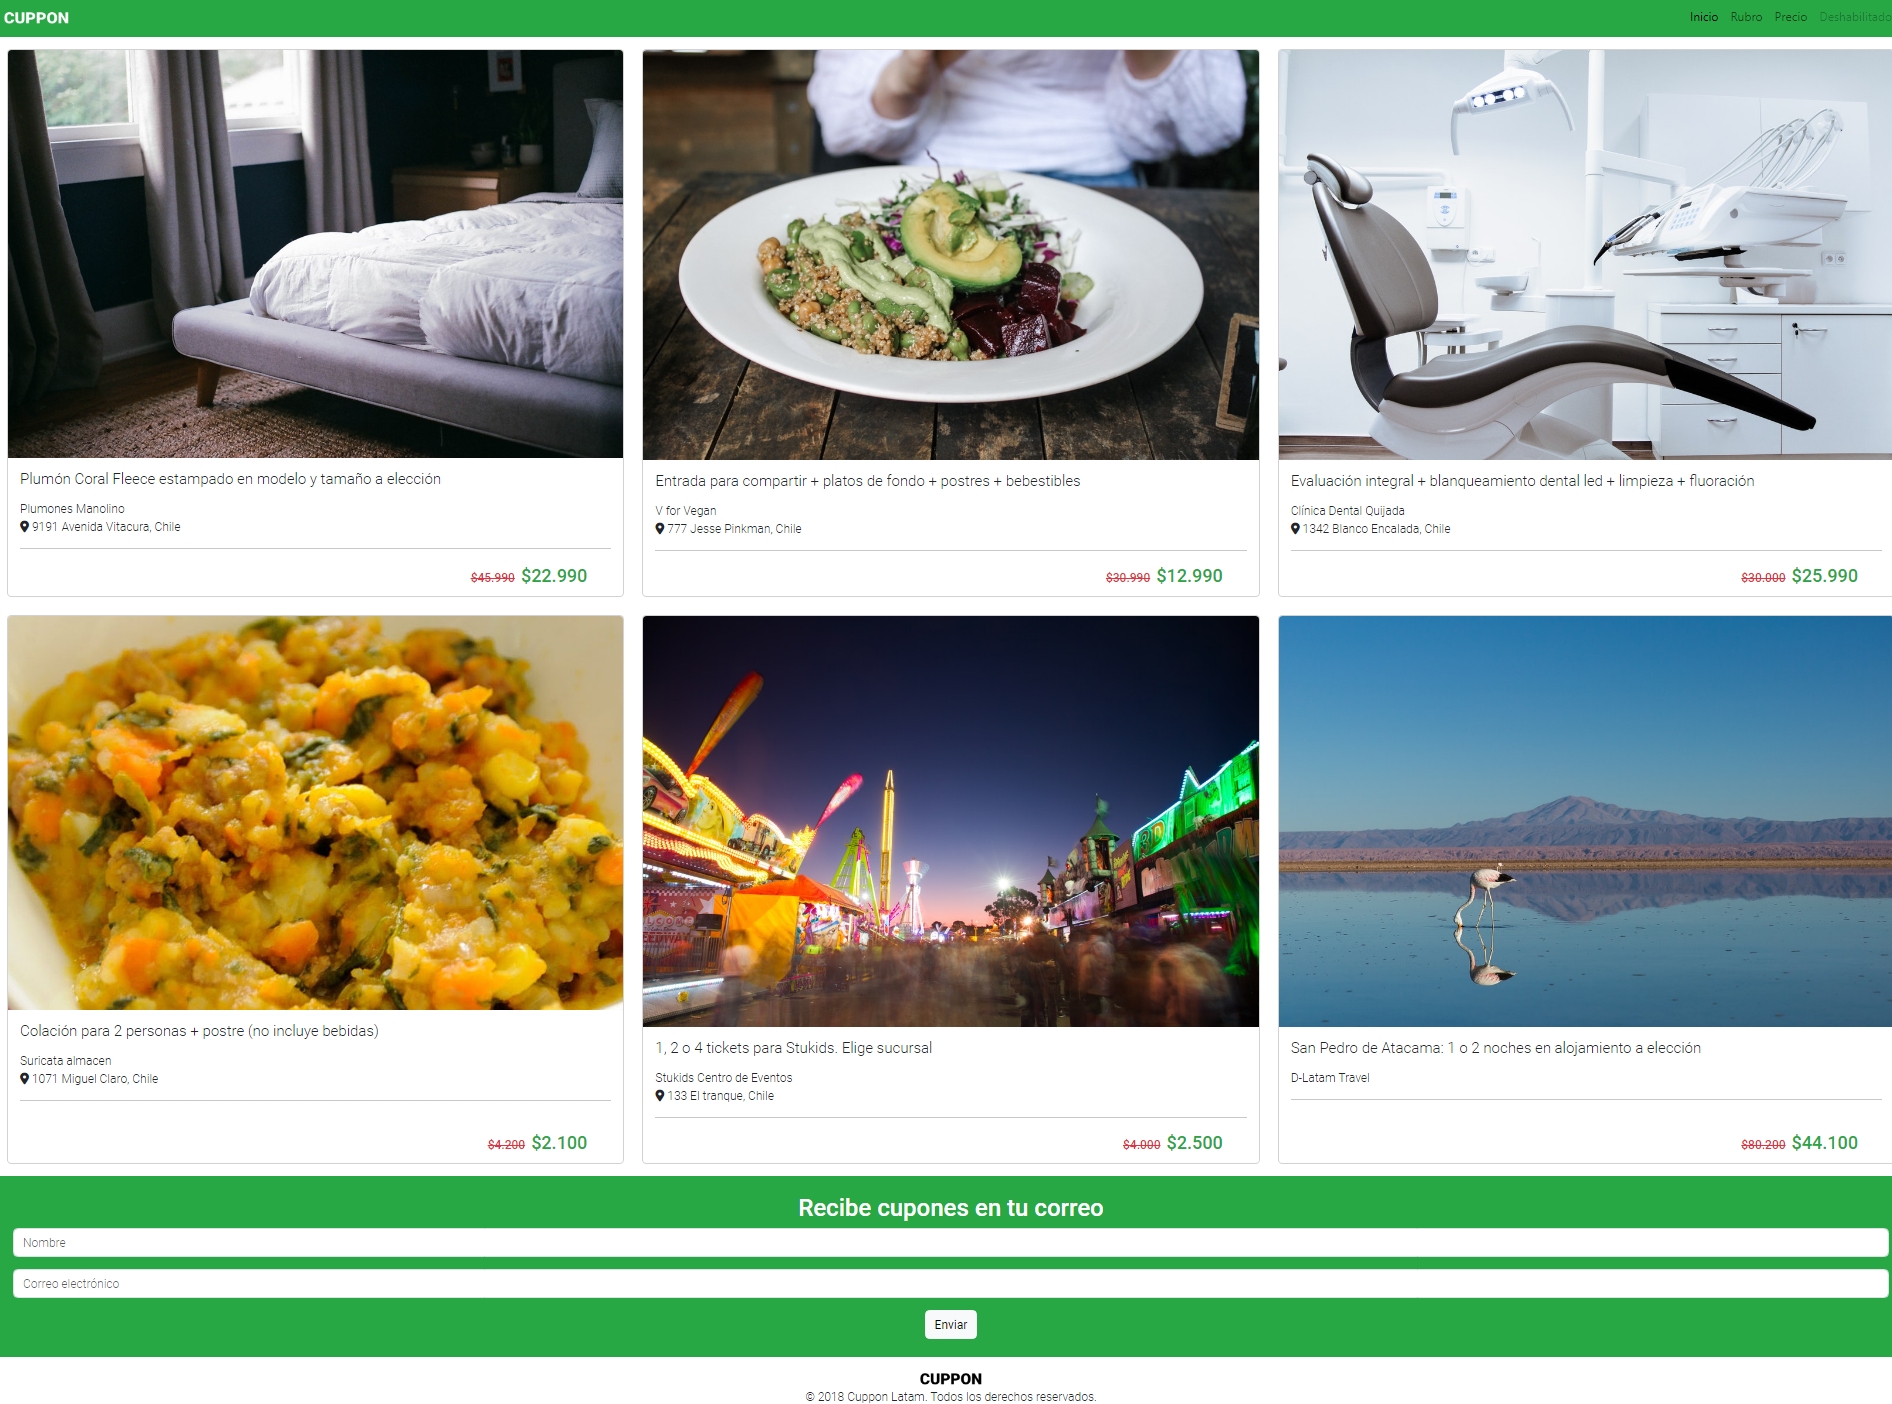 CUPPON
Inicio Rubro Precio Deshabilitado
Plumón Coral Fleece estampado en modelo y tamaño a elección
Plumones Manolino
9191 Avenida Vitacura, Chile
$45.990 $22.990
Entrada para compartir + platos de fondo + postres + bebestibles
V for Vegan
777 Jesse Pinkman, Chile
$30.990 $12.990
Evaluación integral + blanqueamiento dental led + limpieza + fluoración
Clínica Dental Quijada
1342 Blanco Encalada, Chile
$30.000 $25.990
Colación para 2 personas + postre (no incluye bebidas)
Suricata almacen
1071 Miguel Claro, Chile
$4.200 $2.100
1, 2 o 4 tickets para Stukids. Elige sucursal
Stukids Centro de Eventos
133 El tranque, Chile
$4.000 $2.500
San Pedro de Atacama: 1 o 2 noches en alojamiento a elección
D-Latam Travel
$80.200 $44.100
Recibe cupones en tu correo
Nombre
Correo electrónico
Enviar
CUPPON
© 2018 Cuppon Latam. Todos los derechos reservados.